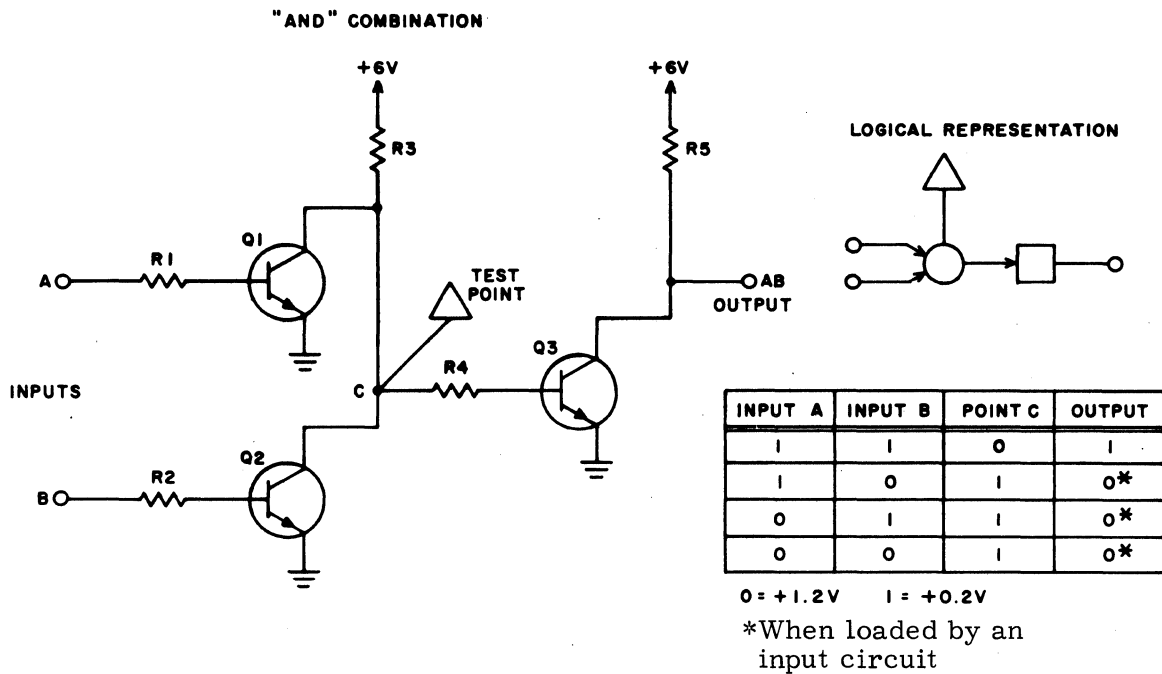 "AND" COMBINATION
+6V
+6V
R3
R5
LOGICAL REPRESENTATION
Q1
R1
A
TEST
POINT
AB
OUTPUT
Q3
R4
C
INPUTS
Q2
R2
B
INPUT A INPUT B POINT C OUTPUT
1 1 0 1
1 0 1 0*
0 1 1 0*
0 0 1 0*
0 = +1.2V 1 = +0.2V
*When loaded by an
input circuit